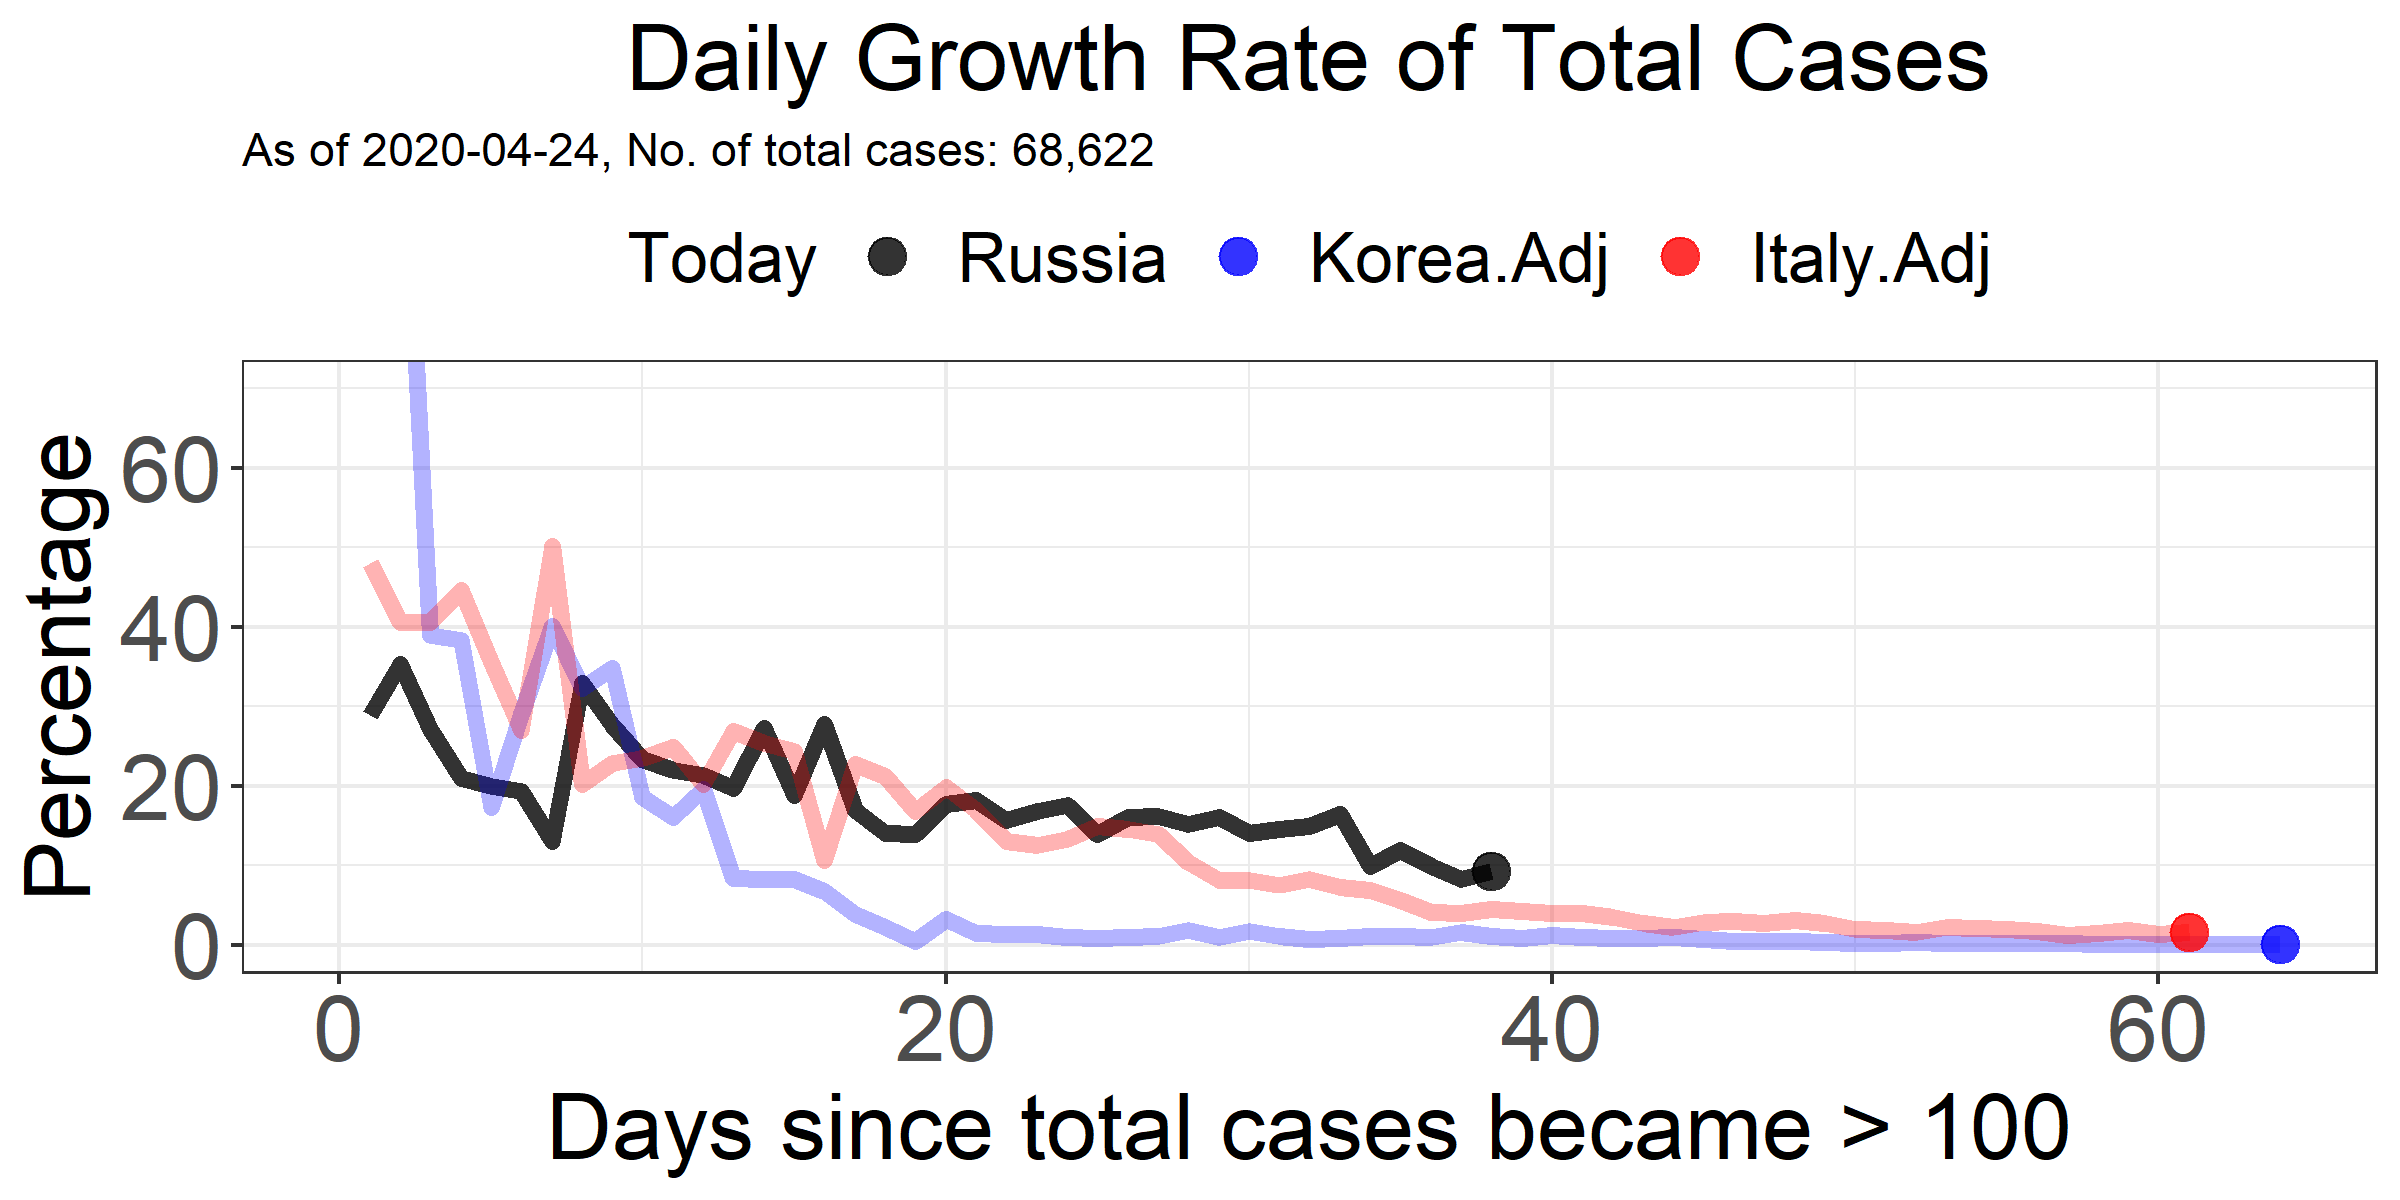 Daily Growth Rate of Total Cases
As of 2020-04-24, No. of total cases: 68,622
Today Russia Korea.Adj Italy.Adj
Percentage
60
40
20
0
0 20 40 60
Days since total cases became > 100